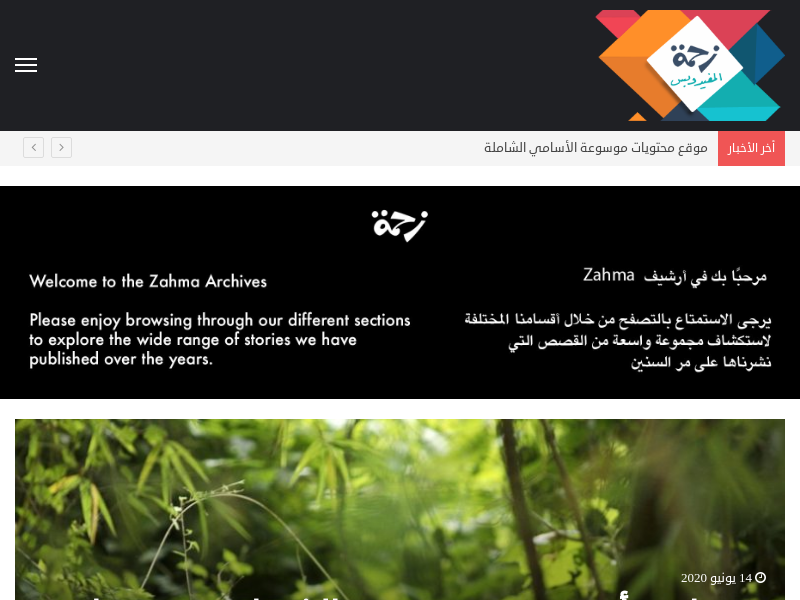 زحمة
المفيد وبس
أخر الأخبار
موقع محتويات موسوعة الأسامي الشاملة
زحمة
مرحبًا بك في أرشيف Zahma
يرجى الاستمتاع بالتصفح من خلال أقسامنا المختلفة
لاستكشاف مجموعة واسعة من القصص التي
نشرناها على مر السنين
Welcome to the Zahma Archives
Please enjoy browsing through our different sections
to explore the wide range of stories we have
published over the years.
14 يونيو 2020